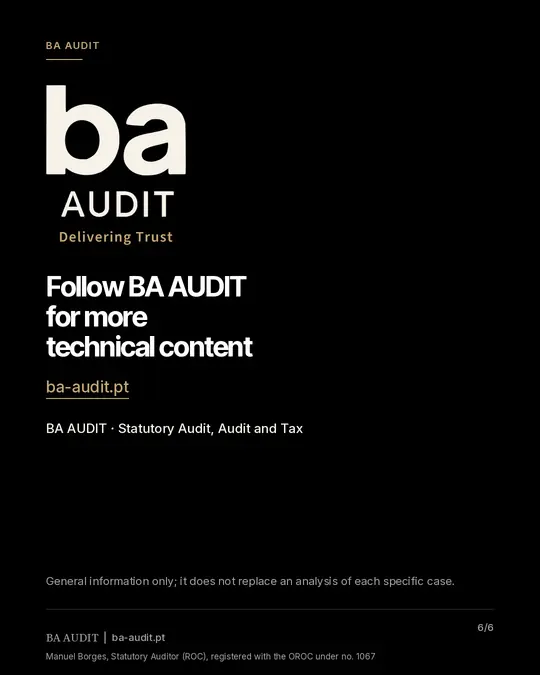 BA AUDIT
ba
AUDIT
Delivering Trust
Follow BA AUDIT
for more
technical content
ba-audit.pt
BA AUDIT · Statutory Audit, Audit and Tax
General information only; it does not replace an analysis of each specific case.
6/6
BA AUDIT | ba-audit.pt
Manuel Borges, Statutory Auditor (ROC), registered with the OROC under no. 1067